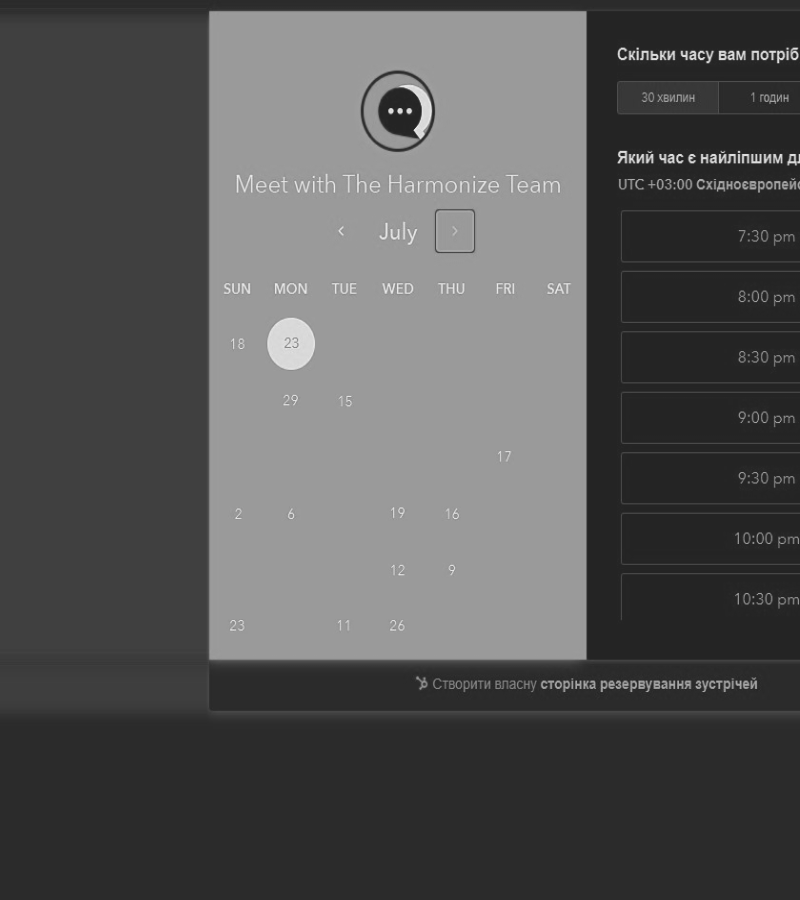 Meet with The Harmonize Team
July
SUN MON TUE WED THU FRI SAT
18 23
29 15
17
2 6 19 16
12 9
23 11 26
Скільки часу вам потріб
30 хвилин 1 годин
Який час є найліпшим д
UTC +03:00 Східноєвропейс
7:30 pm
8:00 pm
8:30 pm
9:00 pm
9:30 pm
10:00 pm
10:30 pm
Створити власну сторінка резервування зустрічей